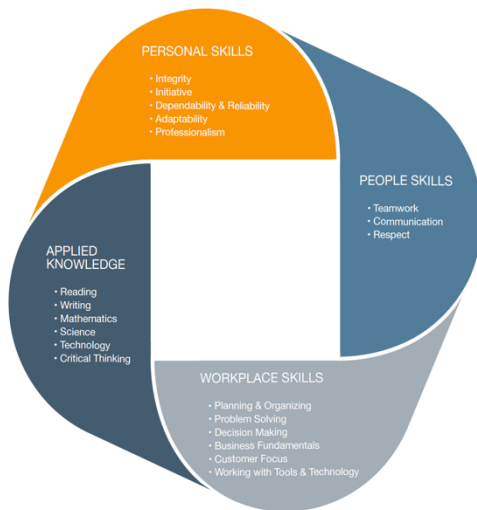 PERSONAL SKILLS
• Integrity
• Initiative
• Dependability & Reliability
• Adaptability
• Professionalism
PEOPLE SKILLS
• Teamwork
• Communication
• Respect
APPLIED
KNOWLEDGE
• Reading
• Writing
• Mathematics
• Science
• Technology
• Critical Thinking
WORKPLACE SKILLS
• Planning & Organizing
• Problem Solving
• Decision Making
• Business Fundamentals
• Customer Focus
• Working with Tools & Technology